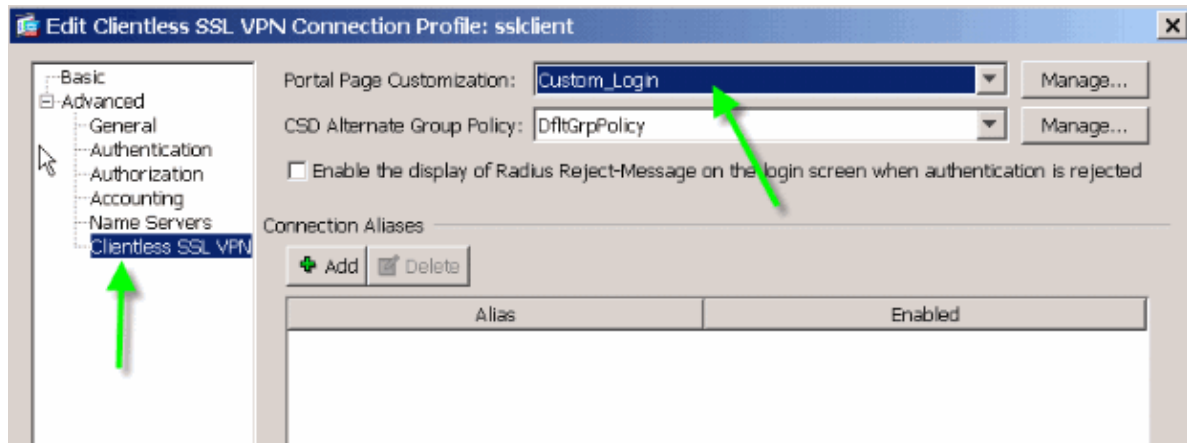 Edit Clientless SSL VPN Connection Profile: sslclient
Basic
Advanced
General
Authentication
Authorization
Accounting
Name Servers
Clientless SSL VPN
Portal Page Customization: Custom_Login Manage...
CSD Alternate Group Policy: DfltGrpPolicy Manage...
Enable the display of Radius Reject-Message on the login screen when authentication is rejected
Connection Aliases
Add Delete
Alias Enabled